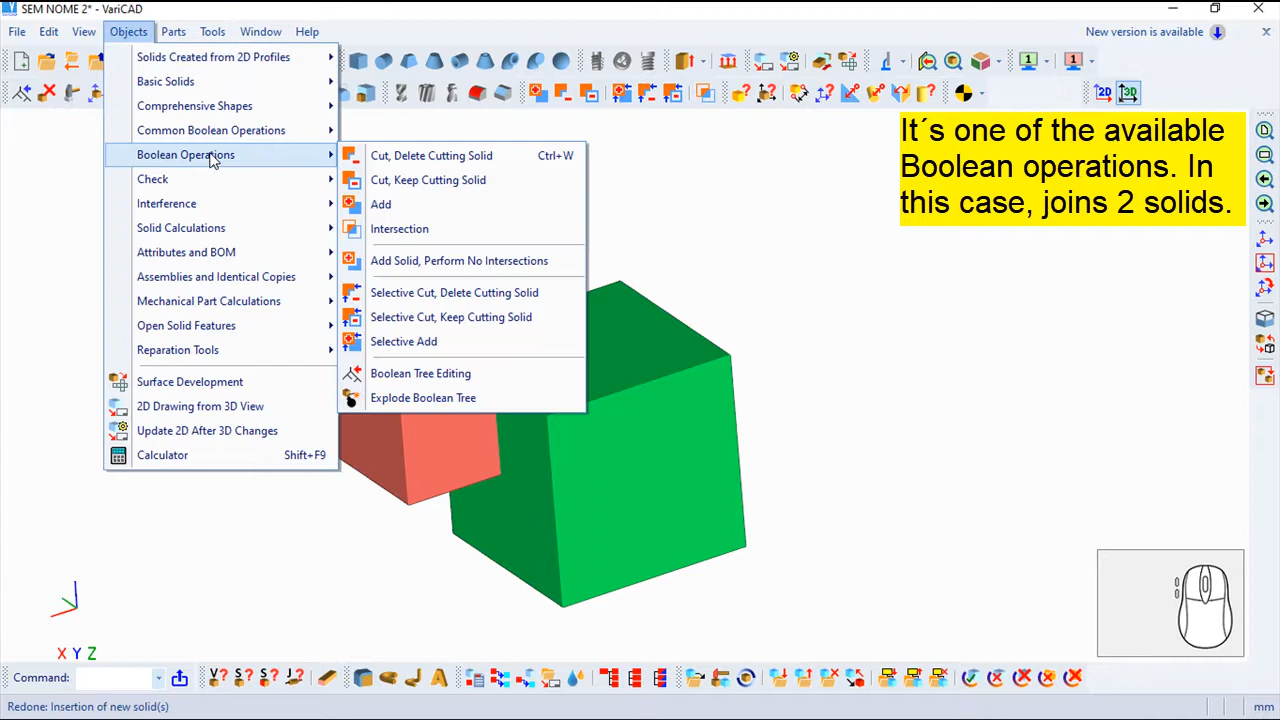 SEM NOME 2* - VariCAD
File Edit View Objects Parts Tools Window Help
New version is available
Solids Created from 2D Profiles
Basic Solids
Comprehensive Shapes
Common Boolean Operations
Boolean Operations
Check
Interference
Solid Calculations
Attributes and BOM
Assemblies and Identical Copies
Mechanical Part Calculations
Open Solid Features
Reparation Tools
Surface Development
2D Drawing from 3D View
Update 2D After 3D Changes
Calculator Shift+F9
Cut, Delete Cutting Solid Ctrl+W
Cut, Keep Cutting Solid
Add
Intersection
Add Solid, Perform No Intersections
Selective Cut, Delete Cutting Solid
Selective Cut, Keep Cutting Solid
Selective Add
Boolean Tree Editing
Explode Boolean Tree
1 1
2D 3D
It´s one of the available
Boolean operations. In
this case, joins 2 solids.
X Y Z
Command:
V? S? S? J?
Redone: Insertion of new solid(s)
mm